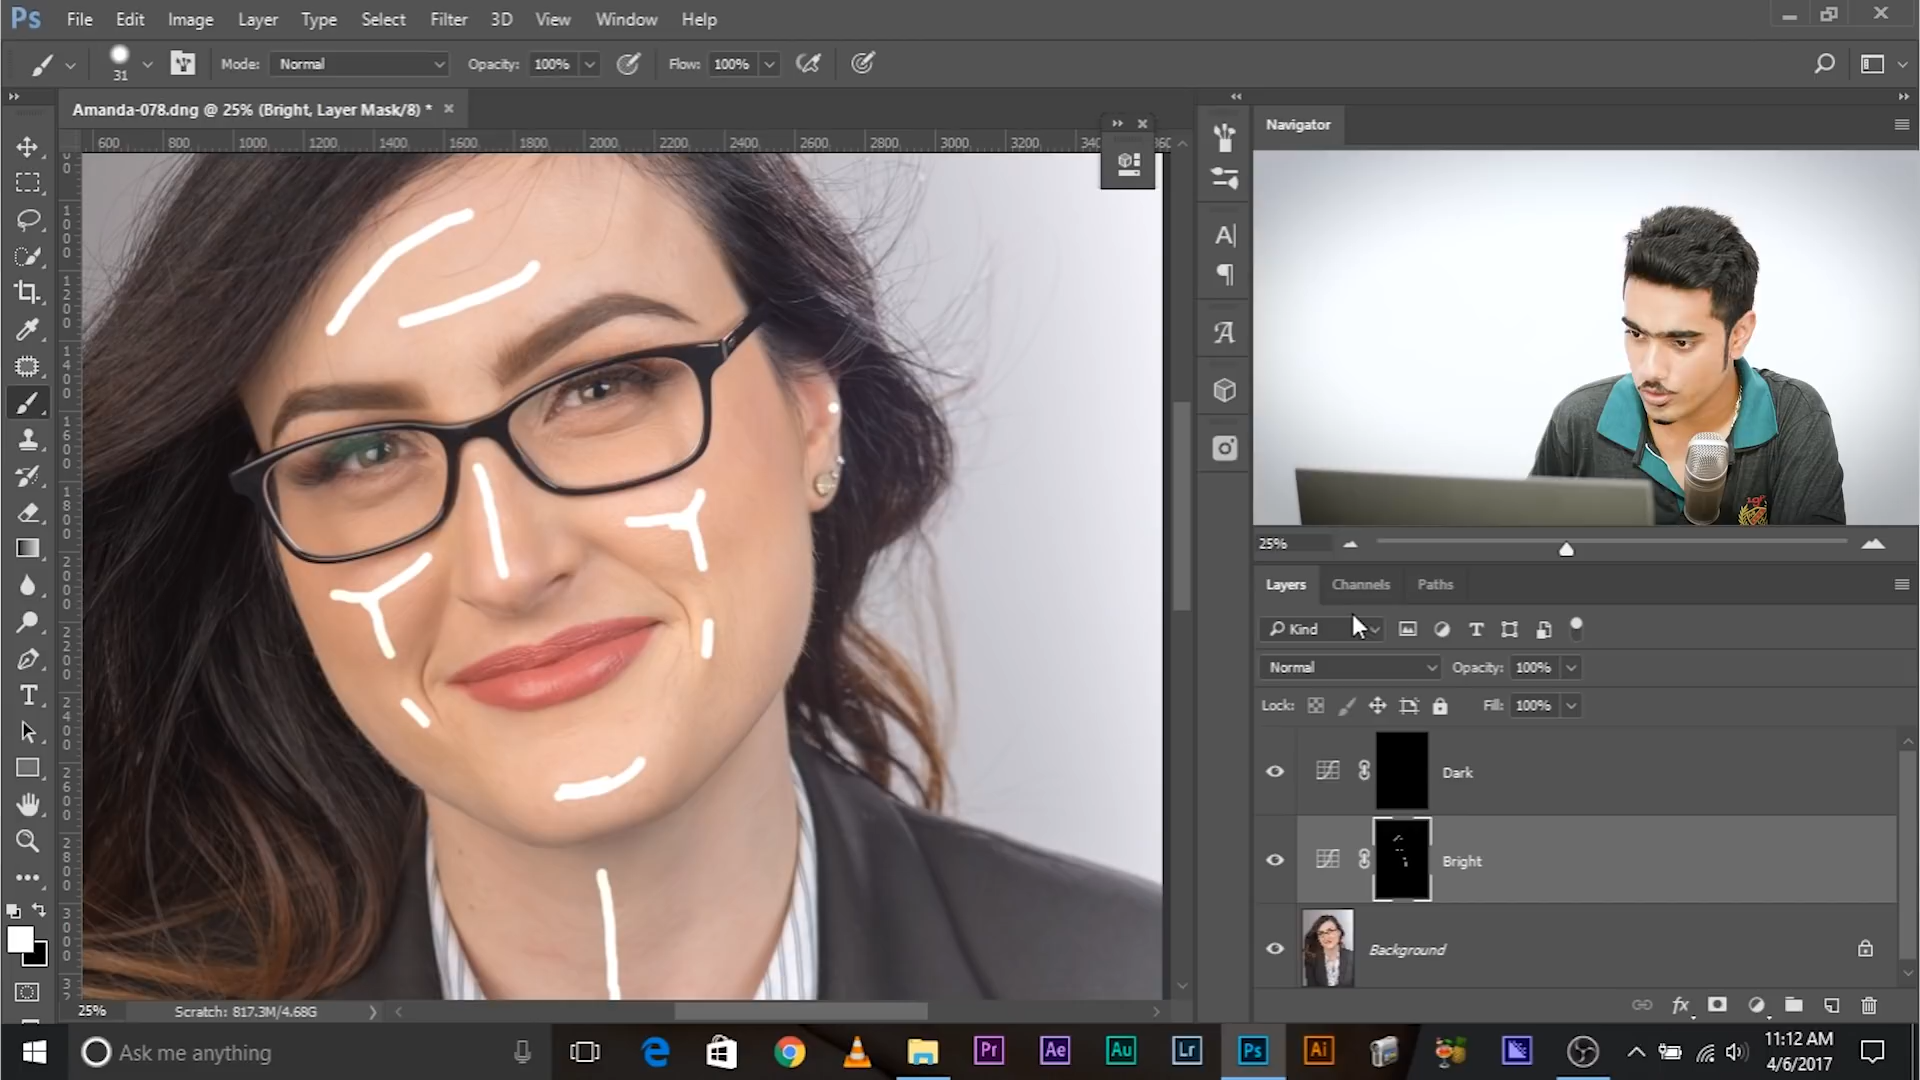 Ps File Edit Image Layer Type Select Filter 3D View Window Help
31 Mode: Normal Opacity: 100% Flow: 100%
Amanda-078.dng @ 25% (Bright, Layer Mask/8) *
Navigator
600 800 1000 1200 1400 1600 1800 2000 2200 2400 2600 2800 3000 3200
25%
Layers Channels Paths
Kind
Normal Opacity: 100%
Lock: Fill: 100%
Dark
Bright
Background
25% Scratch: 817.3M/4.68G
Ask me anything
Pr Ae Au Lr Ps Ai
11:12 AM
4/6/2017